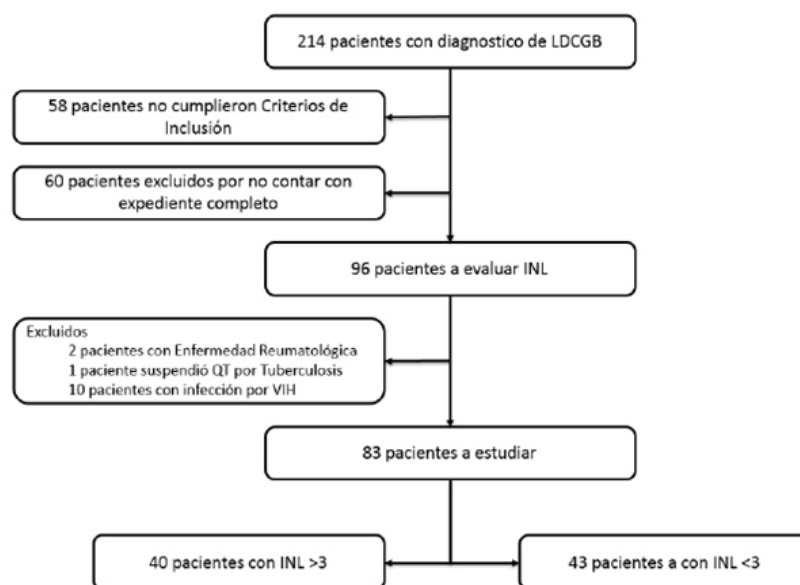 214 pacientes con diagnostico de LDCGB
58 pacientes no cumplieron Criterios de
Inclusión
60 pacientes excluidos por no contar con
expediente completo
96 pacientes a evaluar INL
Excluidos
2 pacientes con Enfermedad Reumatológica
1 paciente suspendió QT por Tuberculosis
10 pacientes con infección por VIH
83 pacientes a estudiar
40 pacientes con INL >3
43 pacientes a con INL <3